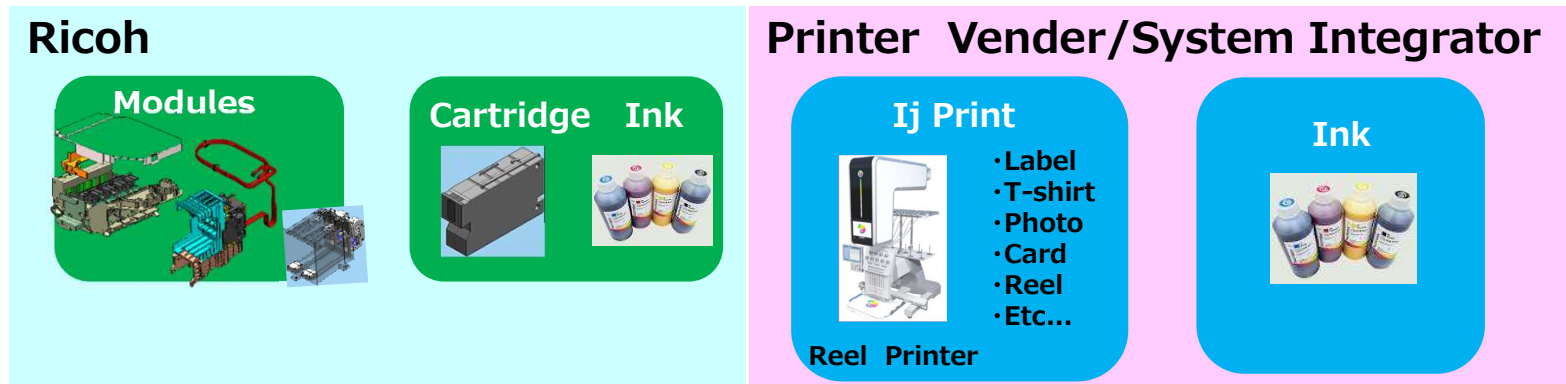 Ricoh
Modules
Cartridge Ink
Printer Vender/System Integrator
Ij Print
・Label
・T-shirt
・Photo
・Card
・Reel
・Etc...
Reel Printer
Ink